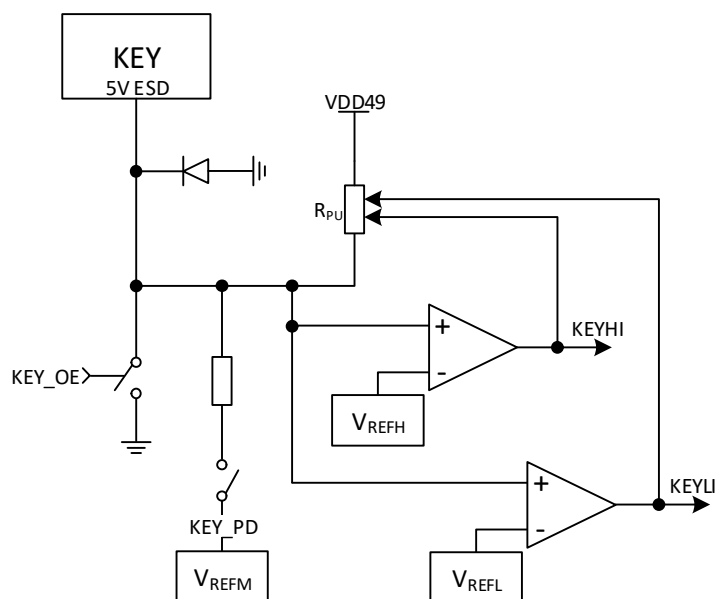 KEY
5V ESD
VDD49
RPU
KEYHI
KEY_OE
+
-
VREFH
KEYLI
+
-
KEY_PD
VREFM
VREFL